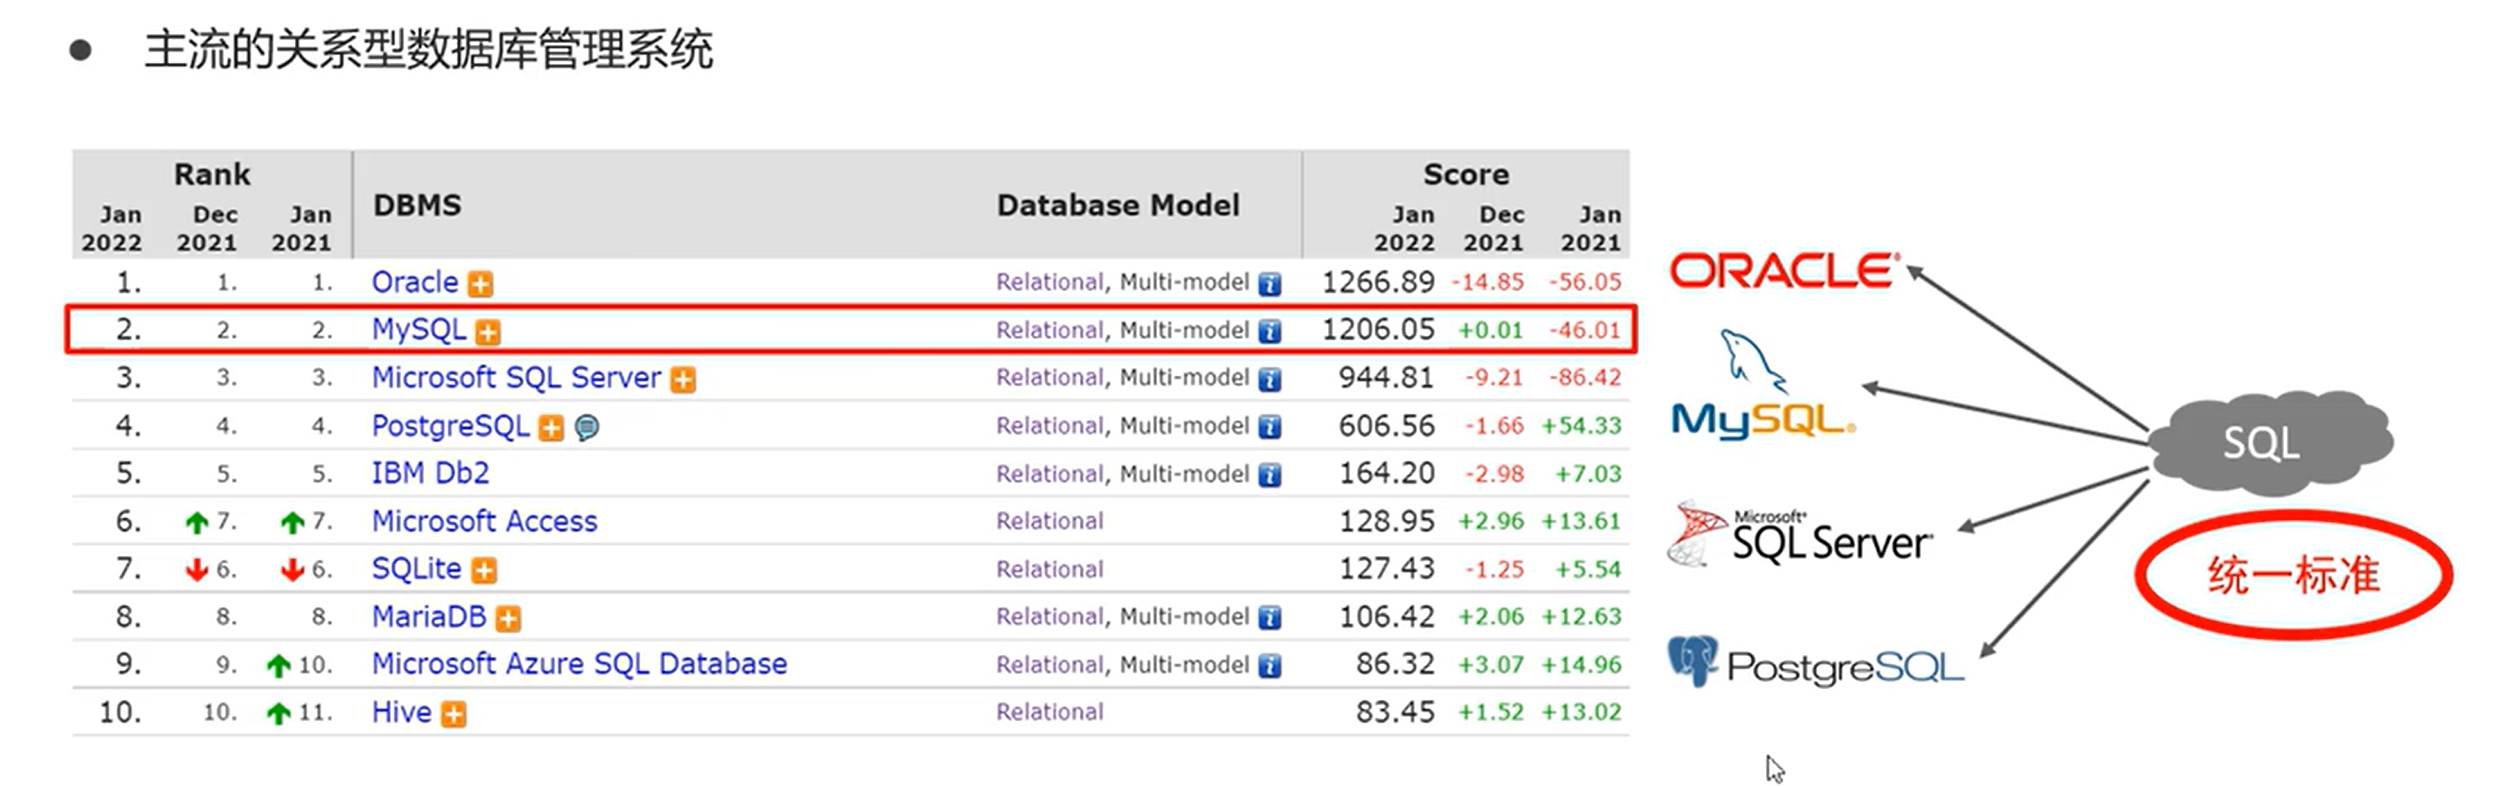 ● 主流的关系型数据库管理系统
Rank DBMS Database Model Score
Jan 2022 Dec 2021 Jan 2021 Jan 2022 Dec 2021 Jan 2021
1. 1. 1. Oracle Relational, Multi-model 1266.89 -14.85 -56.05
2. 2. 2. MySQL Relational, Multi-model 1206.05 +0.01 -46.01
3. 3. 3. Microsoft SQL Server Relational, Multi-model 944.81 -9.21 -86.42
4. 4. 4. PostgreSQL Relational, Multi-model 606.56 -1.66 +54.33
5. 5. 5. IBM Db2 Relational, Multi-model 164.20 -2.98 +7.03
6. 7. 7. Microsoft Access Relational 128.95 +2.96 +13.61
7. 6. 6. SQLite Relational 127.43 -1.25 +5.54
8. 8. 8. MariaDB Relational, Multi-model 106.42 +2.06 +12.63
9. 9. 10. Microsoft Azure SQL Database Relational, Multi-model 86.32 +3.07 +14.96
10. 10. 11. Hive Relational 83.45 +1.52 +13.02
ORACLE
MySQL
Microsoft
SQL Server
PostgreSQL
SQL
统一标准